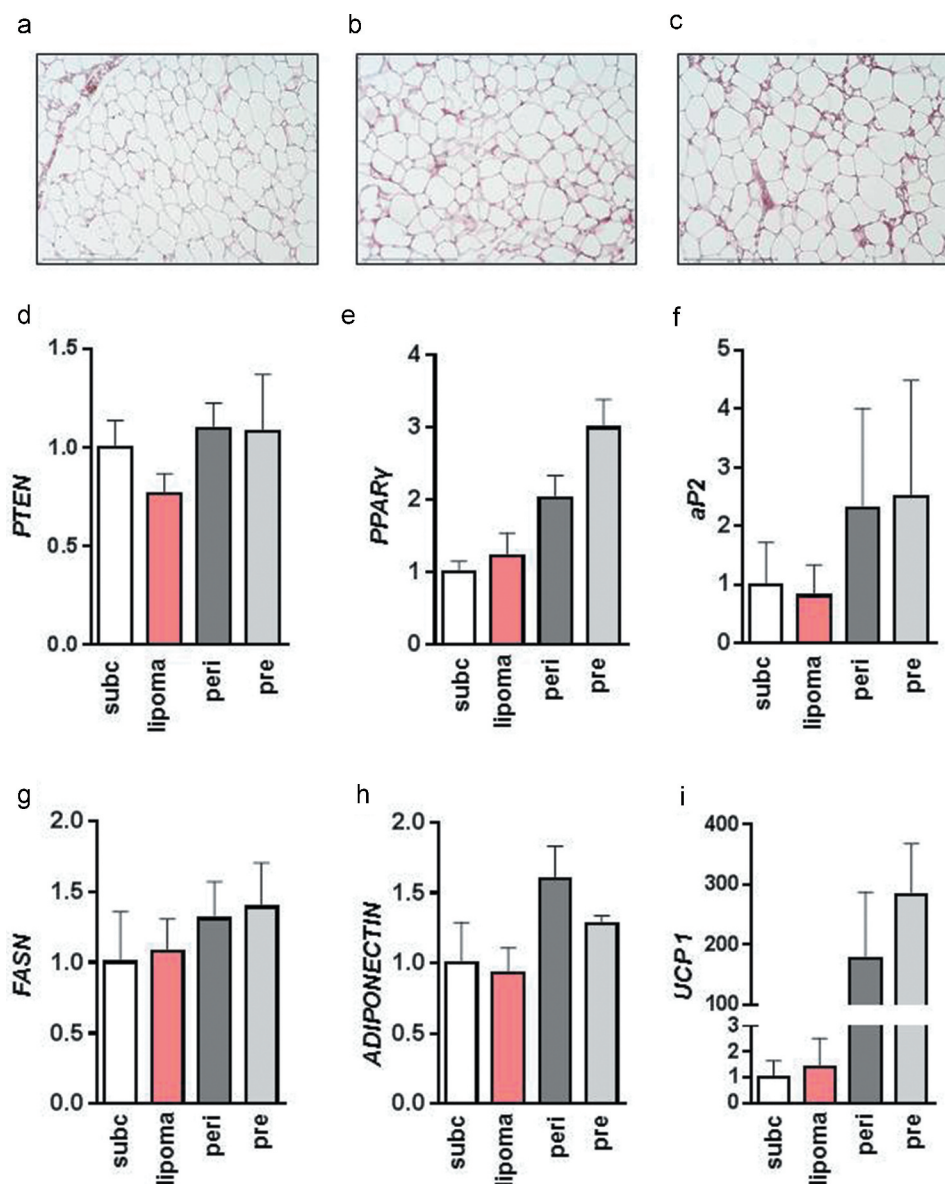 a
b
c
d
PTEN
1.5
1.0
0.5
0.0
subc
lipoma
peri
pre
e
PPARγ
4
3
2
1
0
subc
lipoma
peri
pre
f
aP2
5
4
3
2
1
0
subc
lipoma
peri
pre
g
FASN
2.0
1.5
1.0
0.5
0.0
subc
lipoma
peri
pre
h
ADIPONECTIN
2.0
1.5
1.0
0.5
0.0
subc
lipoma
peri
pre
i
UCP1
400
300
200
100
3
2
1
0
subc
lipoma
peri
pre